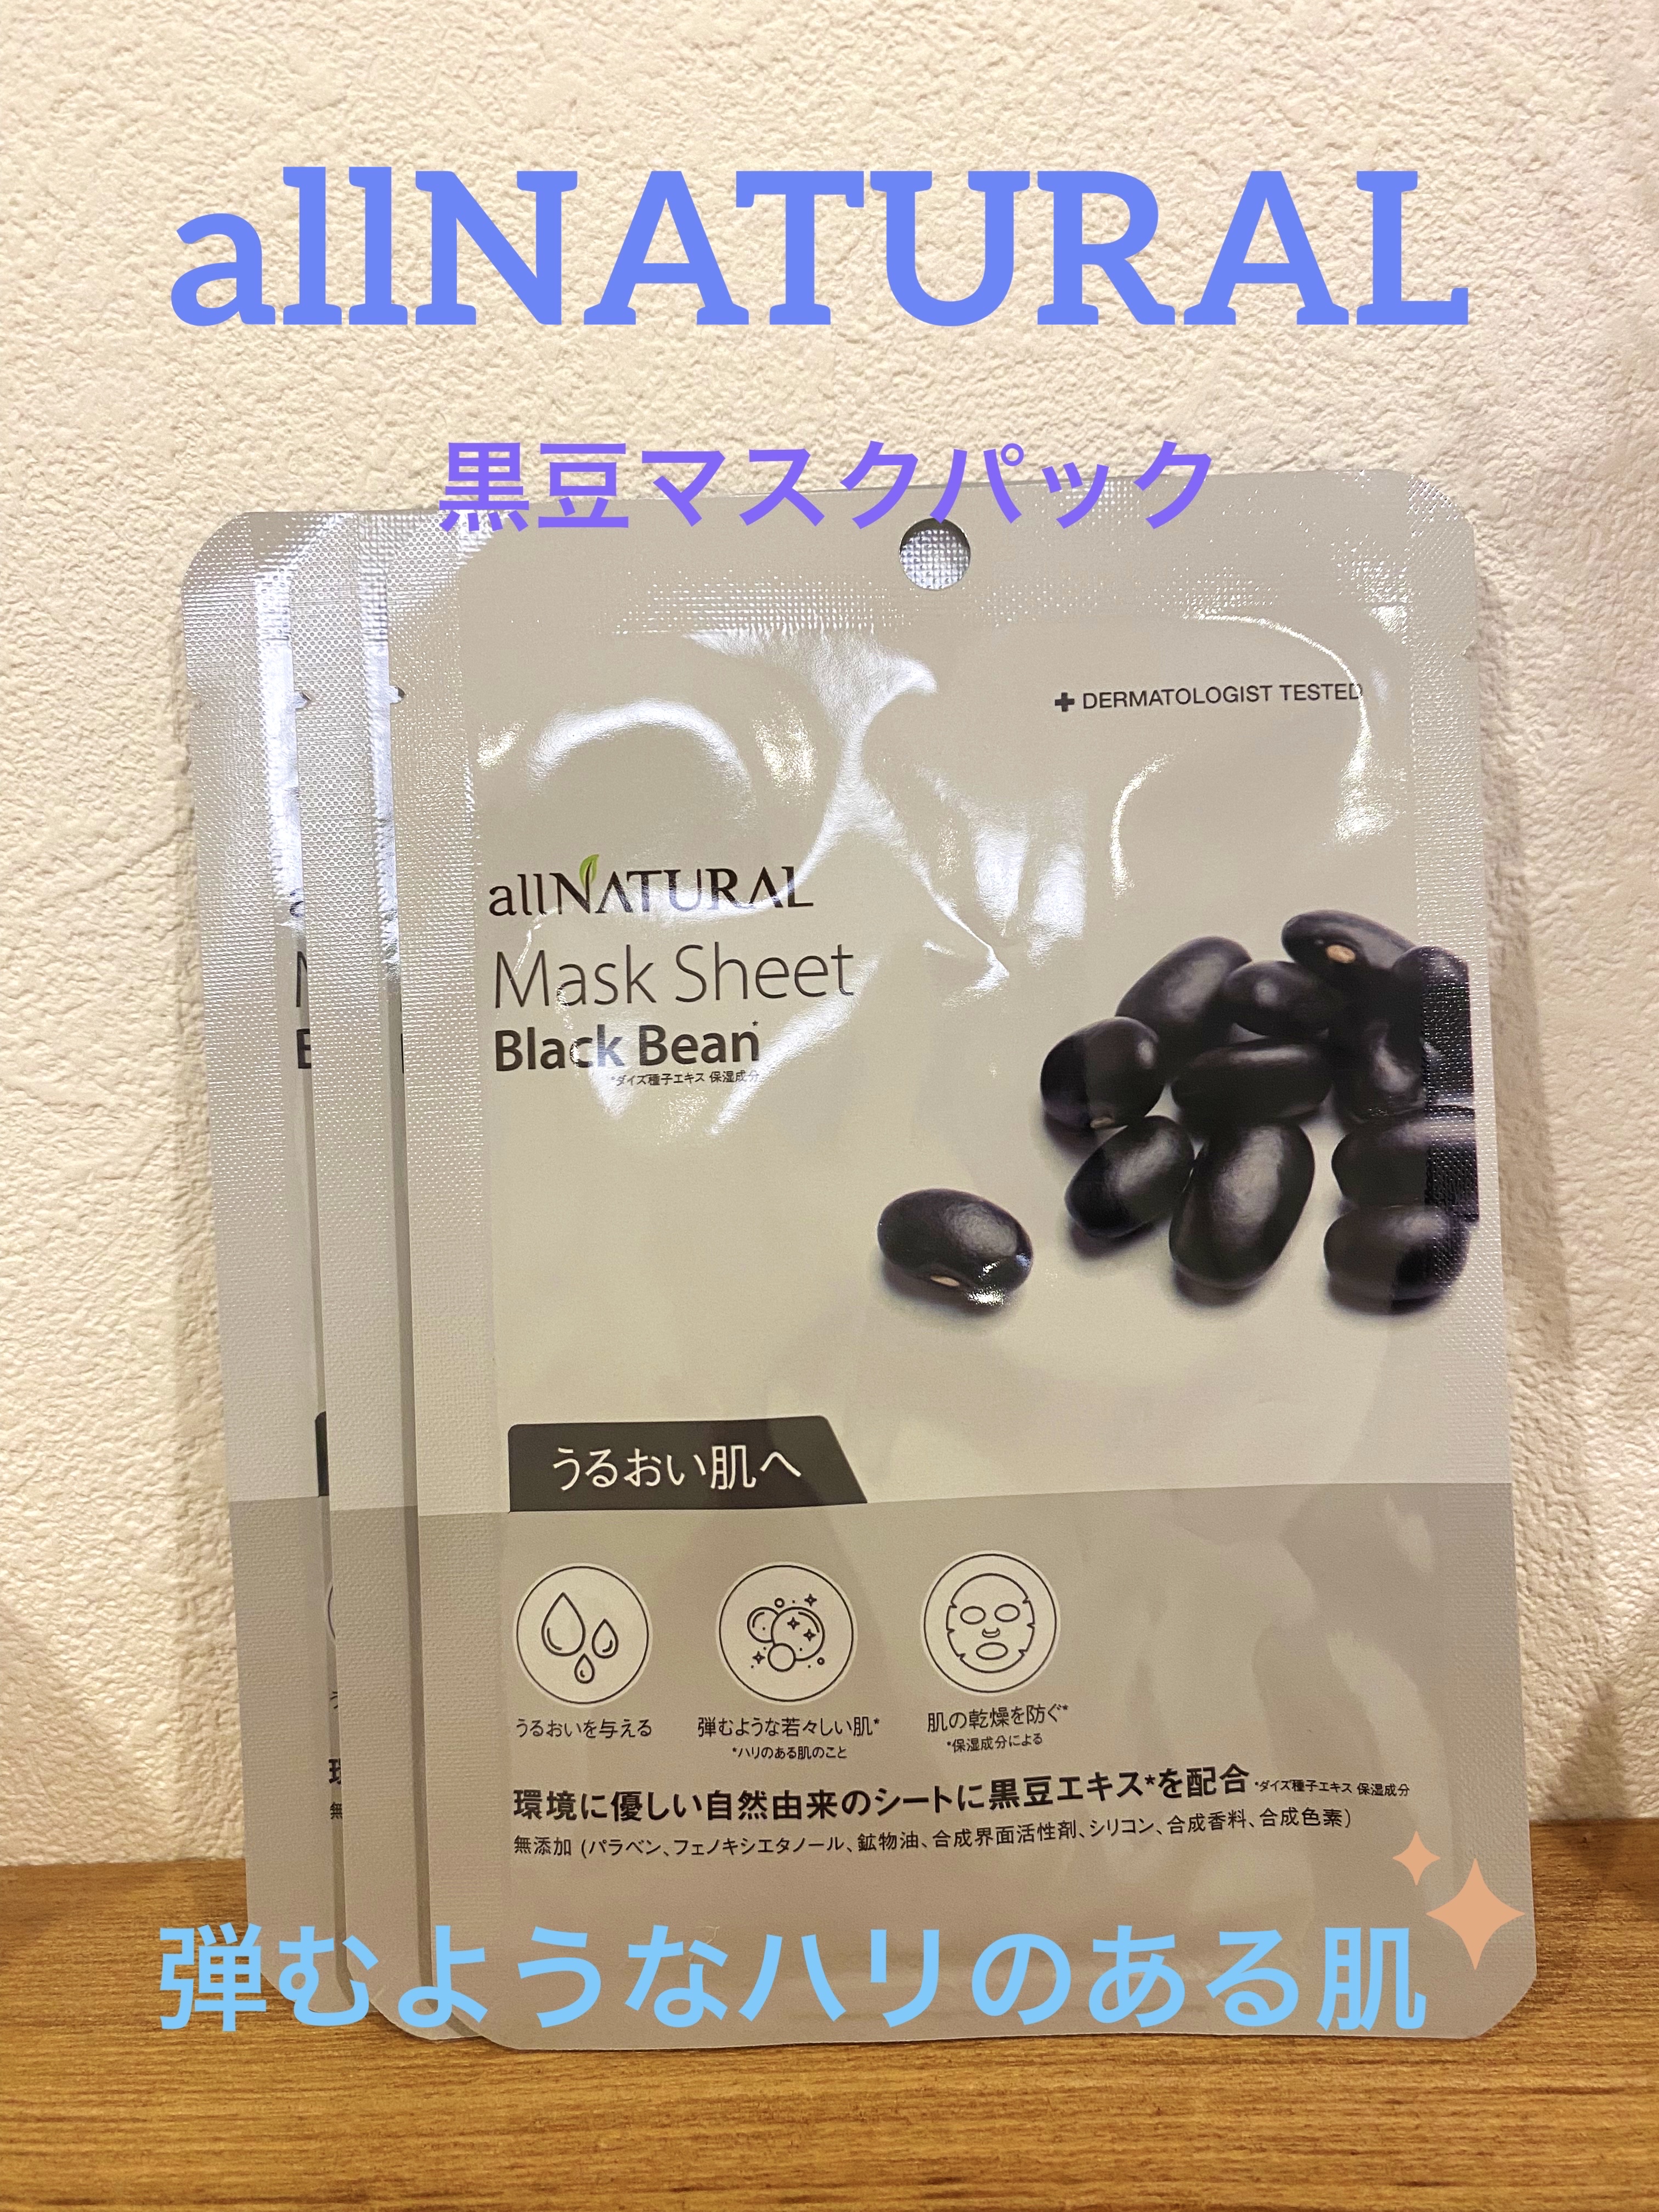 allNATURAL
黒豆マスクパック
✚ DERMATOLOGIST TESTED
allNATURAL
Mask Sheet
Black Bean*
*ダイズ種子エキス 保湿成分
うるおい肌へ
うるおいを与える
弾むような若々しい肌*
*ハリのある肌のこと
肌の乾燥を防ぐ*
*保湿成分による
環境に優しい自然由来のシートに黒豆エキス*を配合 *ダイズ種子エキス 保湿成分
無添加 (パラベン、フェノキシエタノール、鉱物油、合成界面活性剤、シリコン、合成香料、合成色素)
弾むようなハリのある肌